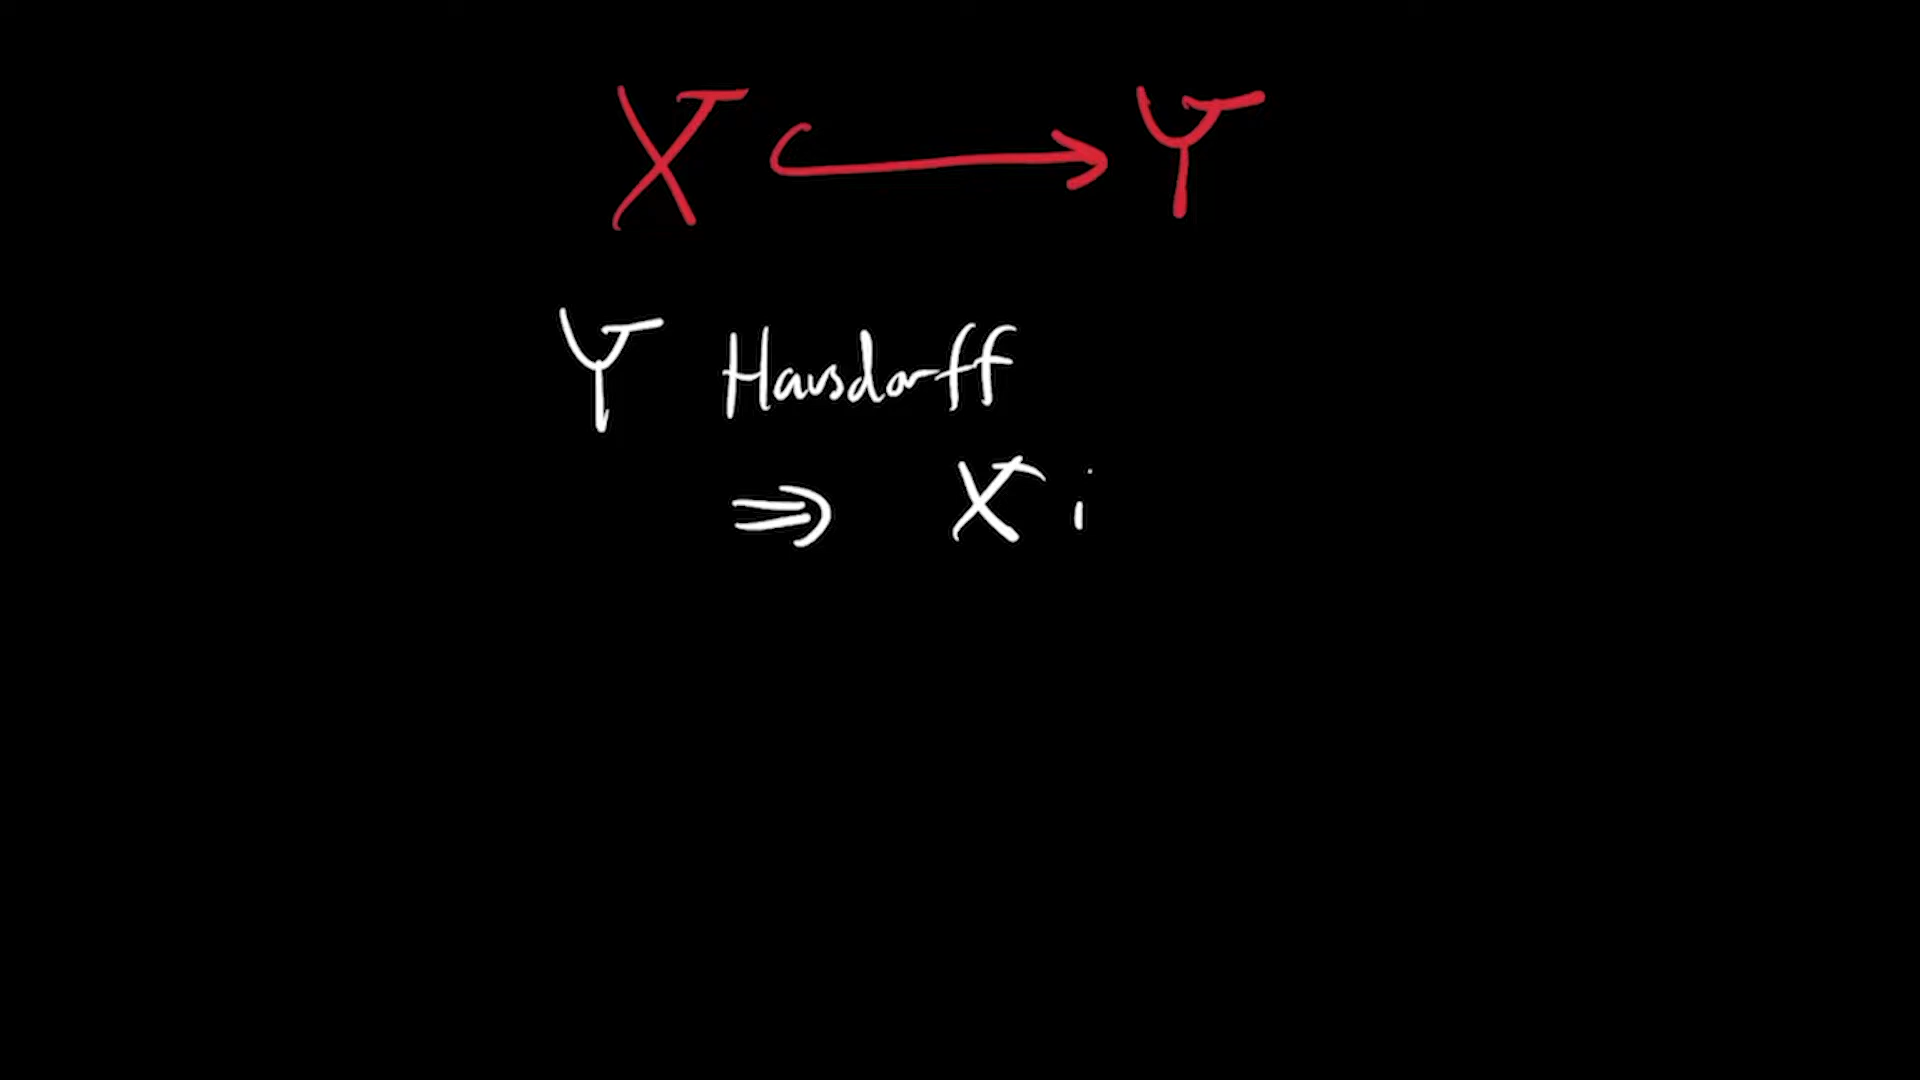 X ↪ Y
Y Hausdorff
⇒ X i